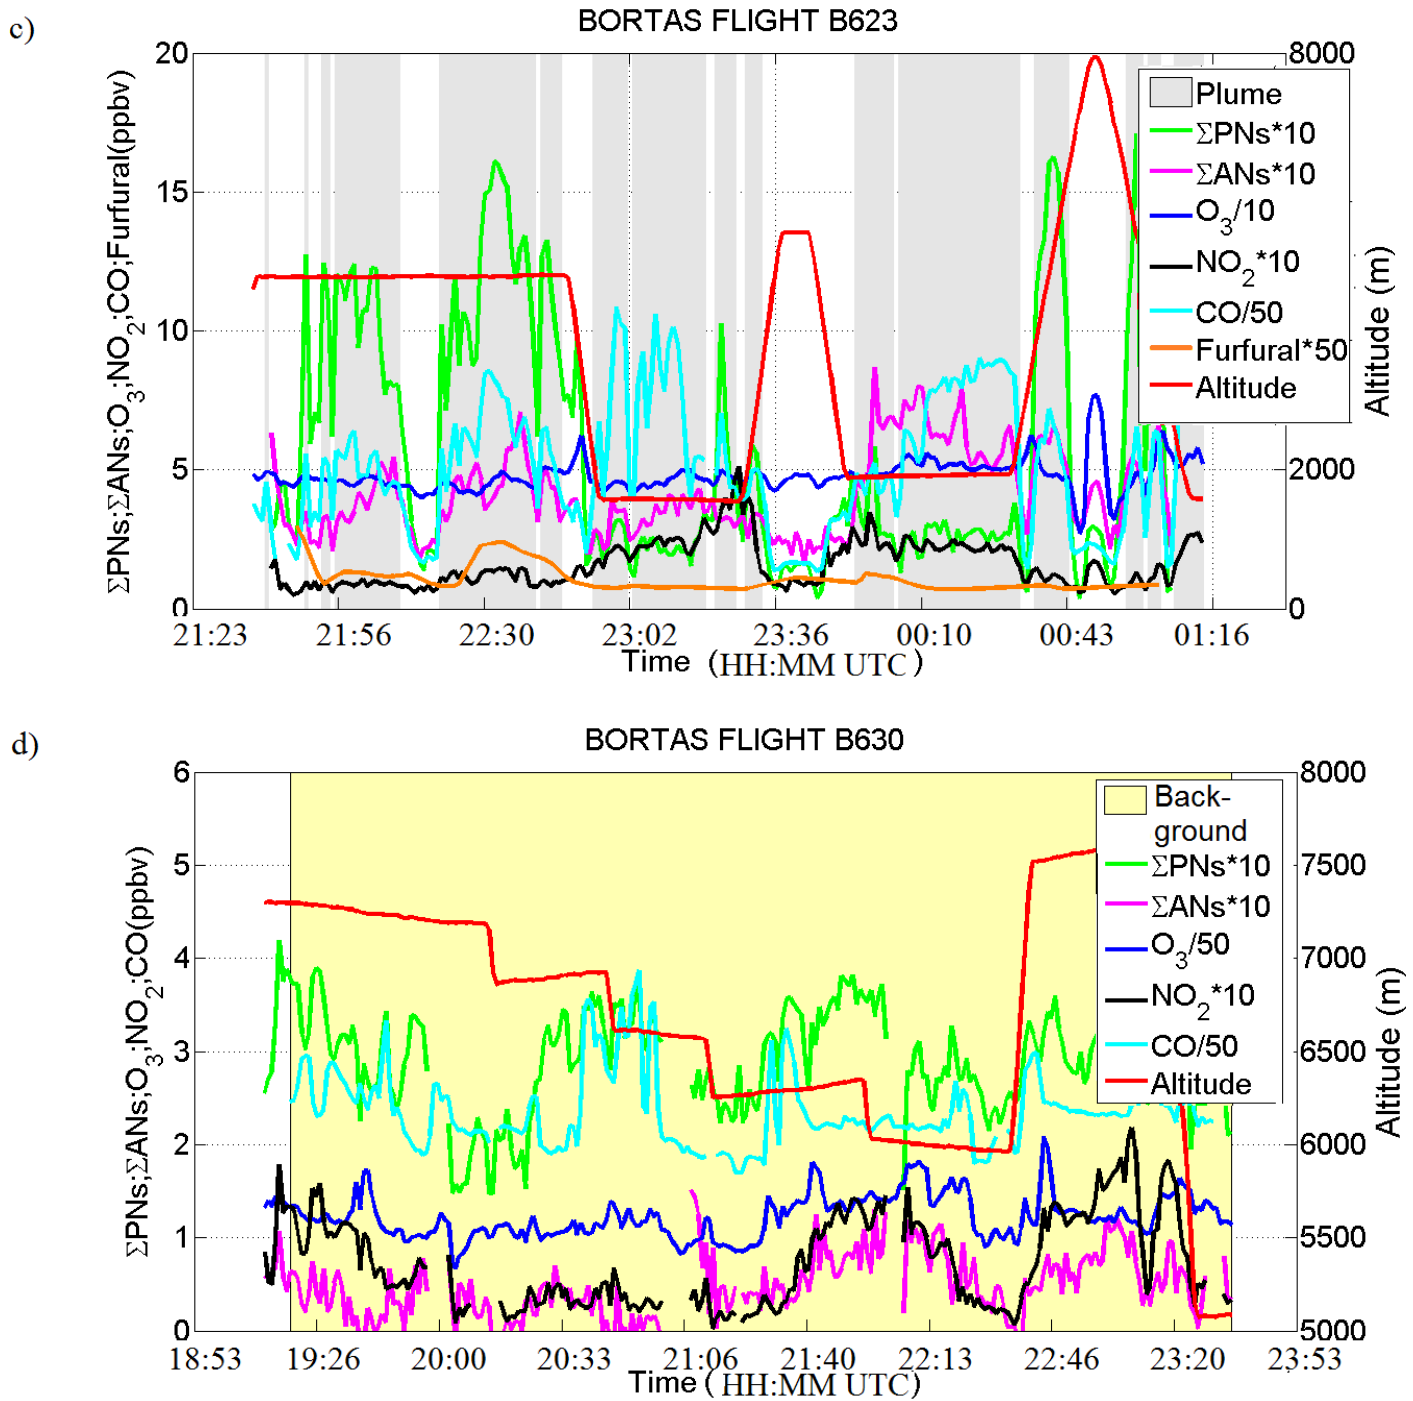 c)
BORTAS FLIGHT B623
ΣPNs;ΣANs;O3;NO2;CO;Furfural(ppbv)
20
15
10
5
0
8000
2000
0
Altitude (m)
Plume
ΣPNs*10
ΣANs*10
O3/10
NO2*10
CO/50
Furfural*50
Altitude
21:23 21:56 22:30 23:02 23:36 00:10 00:43 01:16
Time (HH:MM UTC)
d)
BORTAS FLIGHT B630
ΣPNs;ΣANs;O3;NO2;CO(ppbv)
6
5
4
3
2
1
0
8000
7500
7000
6500
6000
5500
5000
Altitude (m)
Back-
ground
ΣPNs*10
ΣANs*10
O3/50
NO2*10
CO/50
Altitude
18:53 19:26 20:00 20:33 21:06 21:40 22:13 22:46 23:20 23:53
Time (HH:MM UTC)